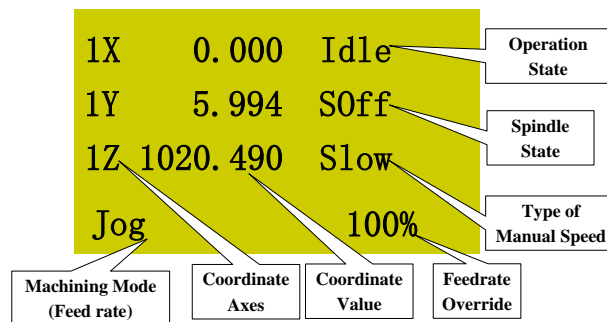 1X 0.000 Idle
1Y 5.994 SOff
1Z 1020.490 Slow
Jog 100%
Operation
State
Spindle
State
Type of
Manual Speed
Machining Mode
(Feed rate)
Coordinate
Axes
Coordinate
Value
Feedrate
Override